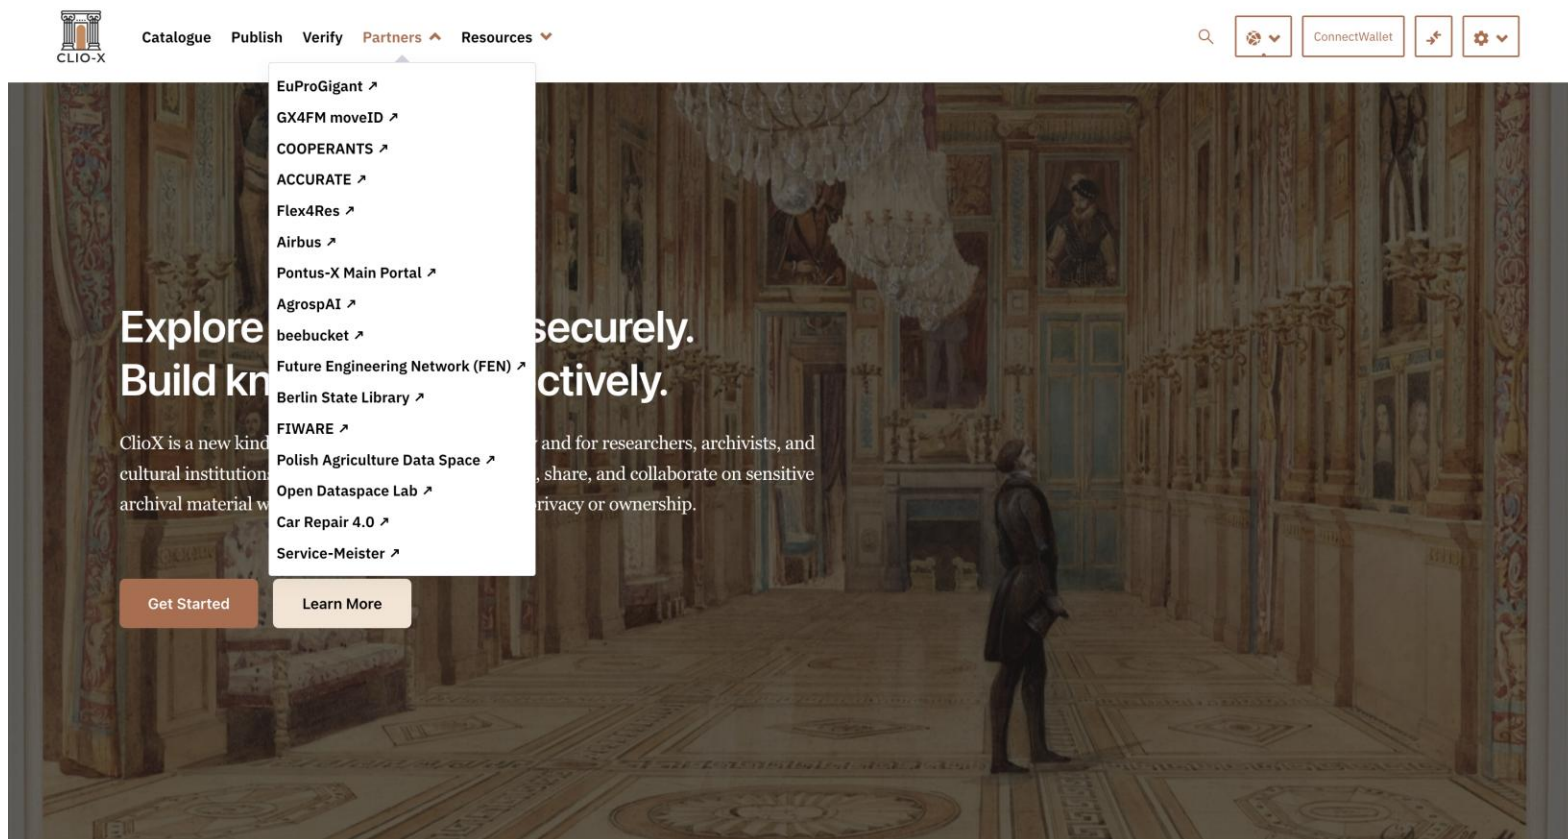 CLIO-X
Catalogue Publish Verify Partners Resources
ConnectWallet
EuProGigant ↗
GX4FM moveID ↗
COOPERANTS ↗
ACCURATE ↗
Flex4Res ↗
Airbus ↗
Pontus-X Main Portal ↗
AgrospAI ↗
beebucket ↗
Future Engineering Network (FEN) ↗
Berlin State Library ↗
FIWARE ↗
Polish Agriculture Data Space ↗
Open Dataspace Lab ↗
Car Repair 4.0 ↗
Service-Meister ↗
Explore securely.
Build ctively.
ClioX is a new kind and for researchers, archivists, and
cultural institution , share, and collaborate on sensitive
archival material privacy or ownership.
Get Started Learn More